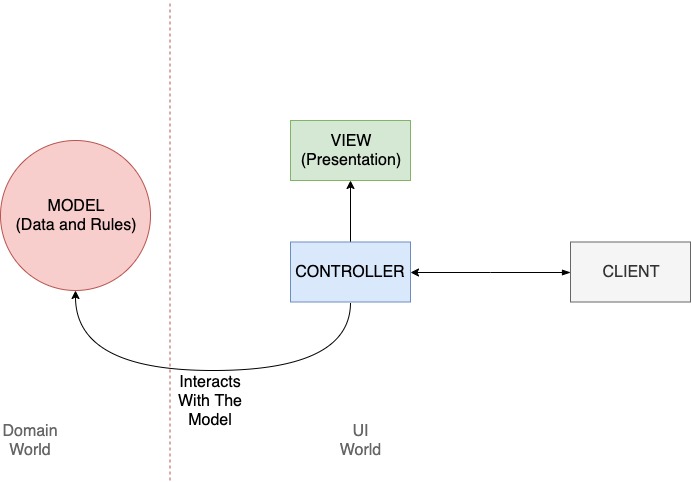 VIEW
(Presentation)
MODEL
(Data and Rules)
CONTROLLER
CLIENT
Interacts
With The
Model
Domain
World
UI
World